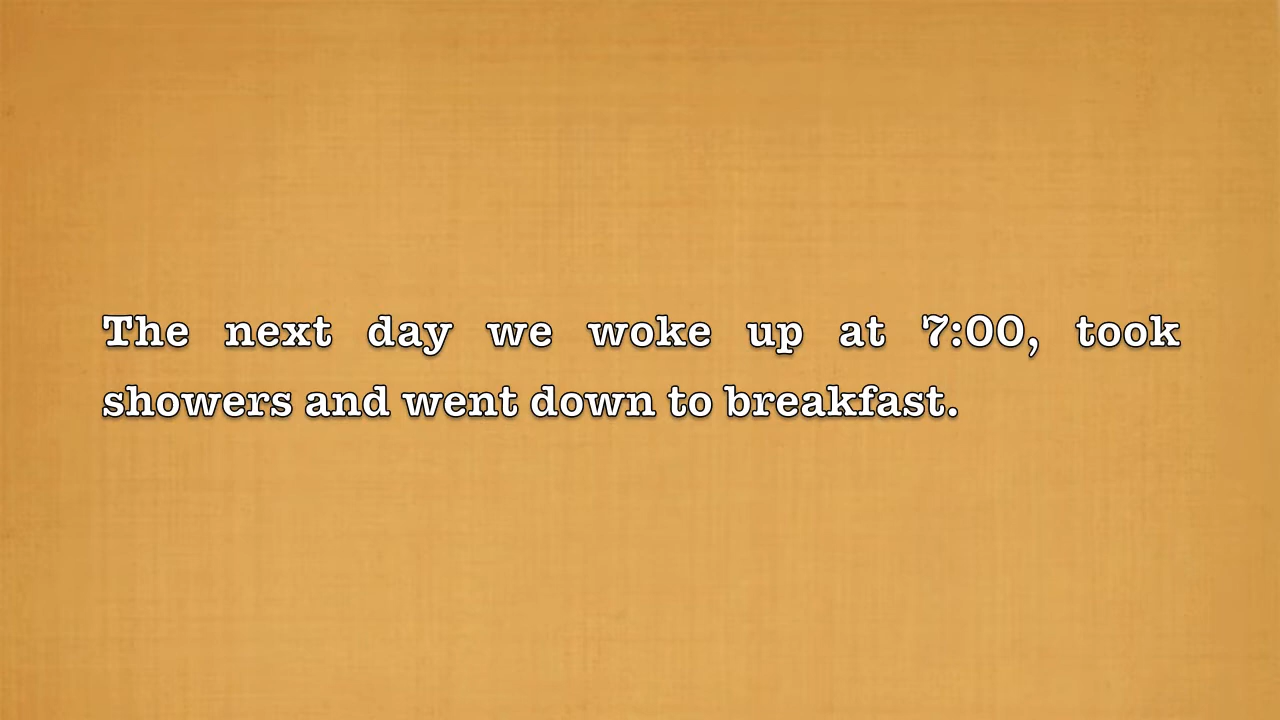 The next day we woke up at 7:00, took
showers and went down to breakfast.